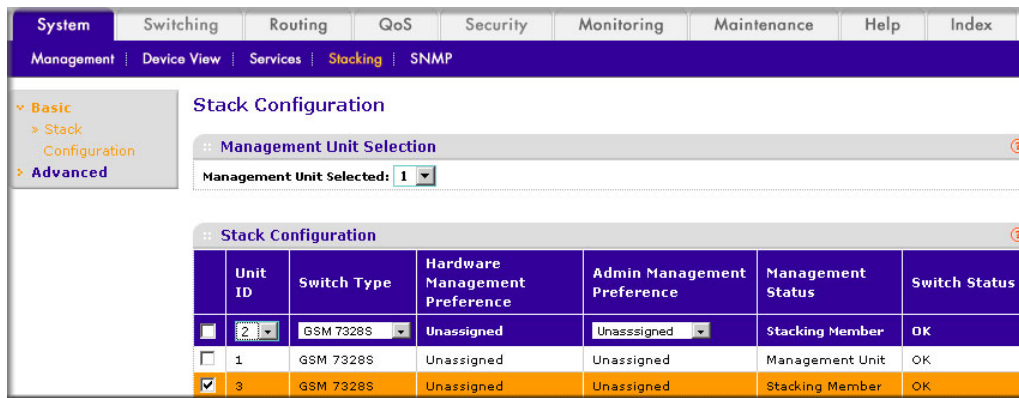 System Switching Routing QoS Security Monitoring Maintenance Help Index
Management Device View Services Stacking SNMP
Basic
» Stack
Configuration
Advanced
Stack Configuration
Management Unit Selection
Management Unit Selected: 1
Stack Configuration
Unit ID Switch Type Hardware Management Preference Admin Management Preference Management Status Switch Status
2 GSM 7328S Unassigned Unasssigned Stacking Member OK
1 GSM 7328S Unassigned Unassigned Management Unit OK
3 GSM 7328S Unassigned Unassigned Stacking Member OK